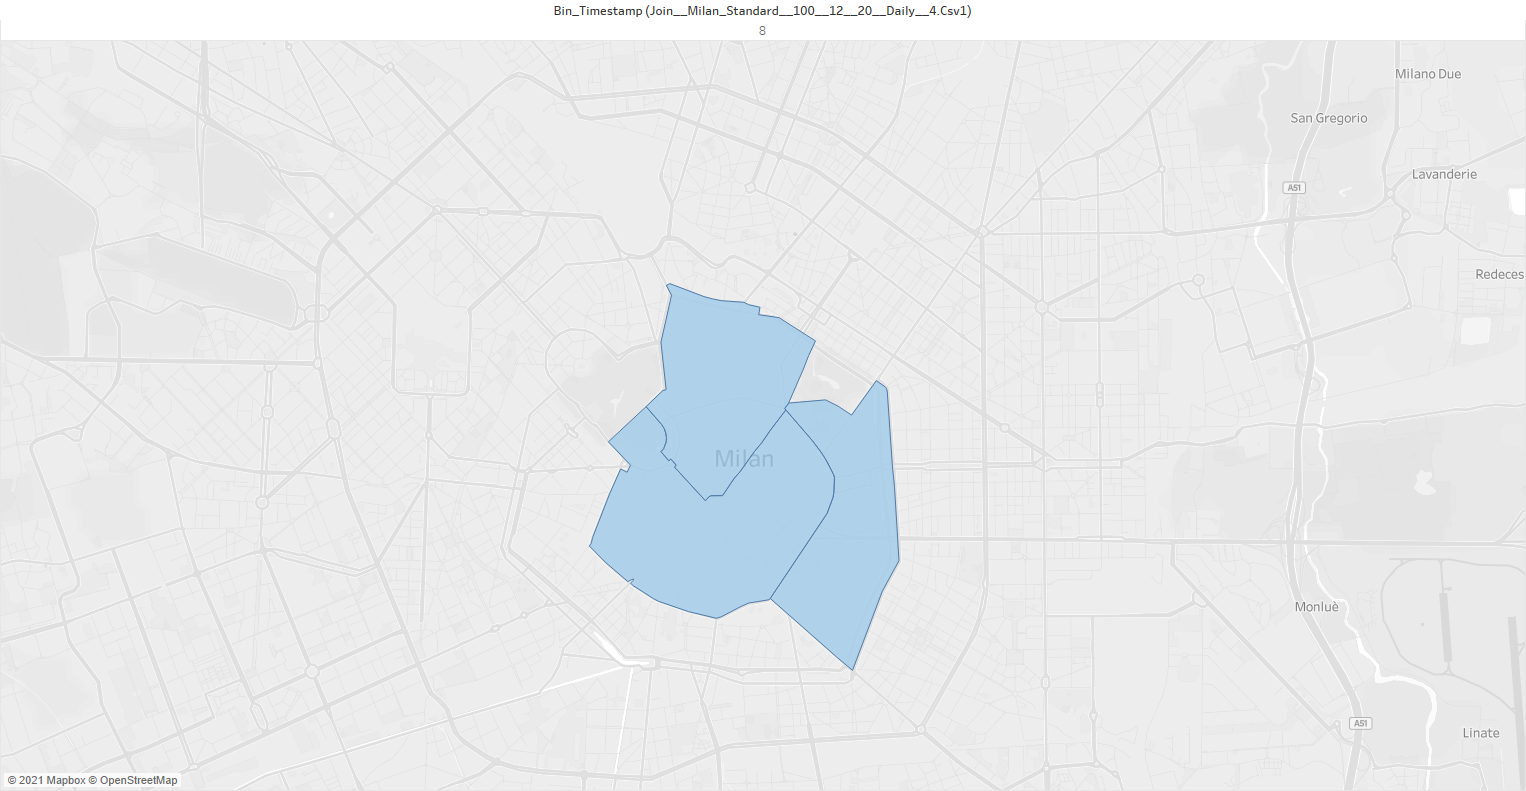 Bin_Timestamp (Join__Milan_Standard__100__12__20__Daily__4.Csv1)
8
Milano Due
San Gregorio
Lavanderie
A51
Redeces
Milan
Monluè
A51
Linate
© 2021 Mapbox © OpenStreetMap